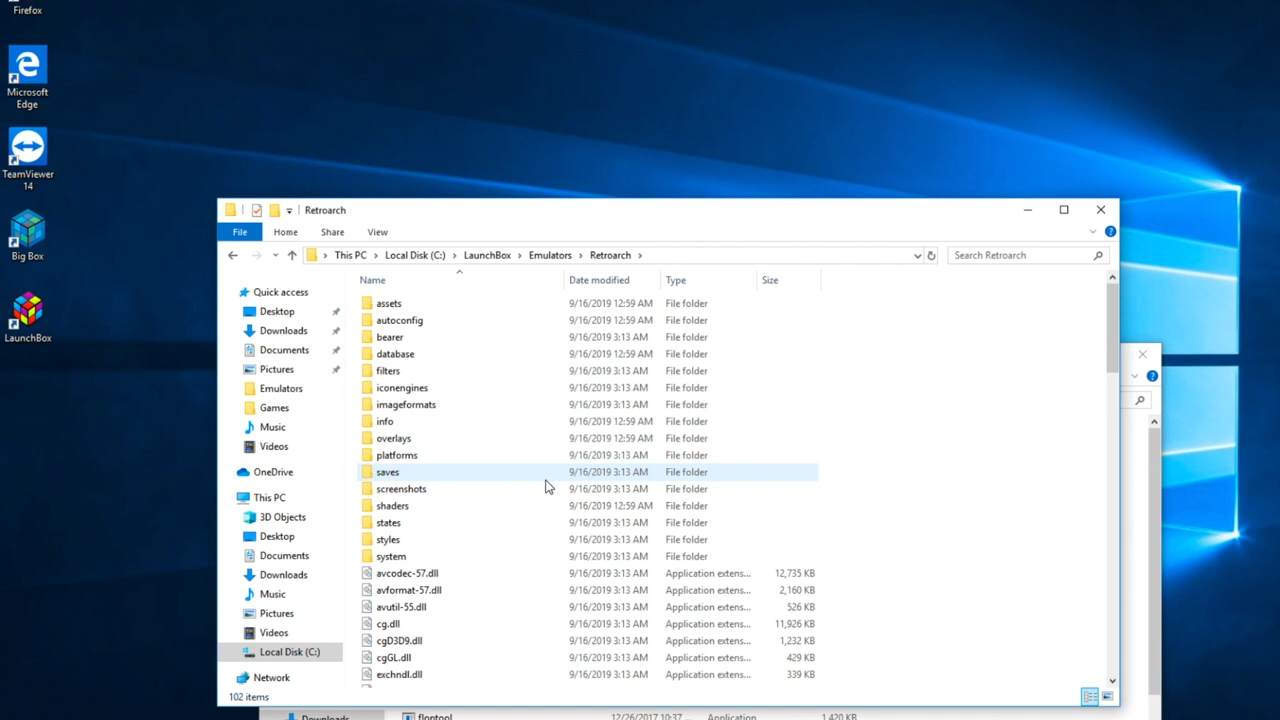 Firefox
Microsoft
Edge
TeamViewer
14
Big Box
LaunchBox
Retroarch
File
Home
Share
View
This PC
Local Disk (C:)
LaunchBox
Emulators
Retroarch
Search Retroarch
Name
Date modified
Type
Size
Quick access
Desktop
Downloads
Documents
Pictures
Emulators
Games
Music
Videos
OneDrive
This PC
3D Objects
Desktop
Documents
Downloads
Music
Pictures
Videos
Local Disk (C:)
Network
assets 9/16/2019 12:59 AM File folder
autoconfig 9/16/2019 12:59 AM File folder
bearer 9/16/2019 3:13 AM File folder
database 9/16/2019 12:59 AM File folder
filters 9/16/2019 3:13 AM File folder
iconengines 9/16/2019 3:13 AM File folder
imageformats 9/16/2019 3:13 AM File folder
info 9/16/2019 12:59 AM File folder
overlays 9/16/2019 12:59 AM File folder
platforms 9/16/2019 3:13 AM File folder
saves 9/16/2019 3:13 AM File folder
screenshots 9/16/2019 3:13 AM File folder
shaders 9/16/2019 12:59 AM File folder
states 9/16/2019 3:13 AM File folder
styles 9/16/2019 3:13 AM File folder
system 9/16/2019 3:13 AM File folder
avcodec-57.dll 9/16/2019 3:13 AM Application extens... 12,735 KB
avformat-57.dll 9/16/2019 3:13 AM Application extens... 2,160 KB
avutil-55.dll 9/16/2019 3:13 AM Application extens... 526 KB
cg.dll 9/16/2019 3:13 AM Application extens... 11,926 KB
cgD3D9.dll 9/16/2019 3:13 AM Application extens... 1,232 KB
cgGL.dll 9/16/2019 3:13 AM Application extens... 429 KB
exchndl.dll 9/16/2019 3:13 AM Application extens... 339 KB
102 items
Downloads
floptool 12/26/2017 10:37 ... Application 1,420 KB